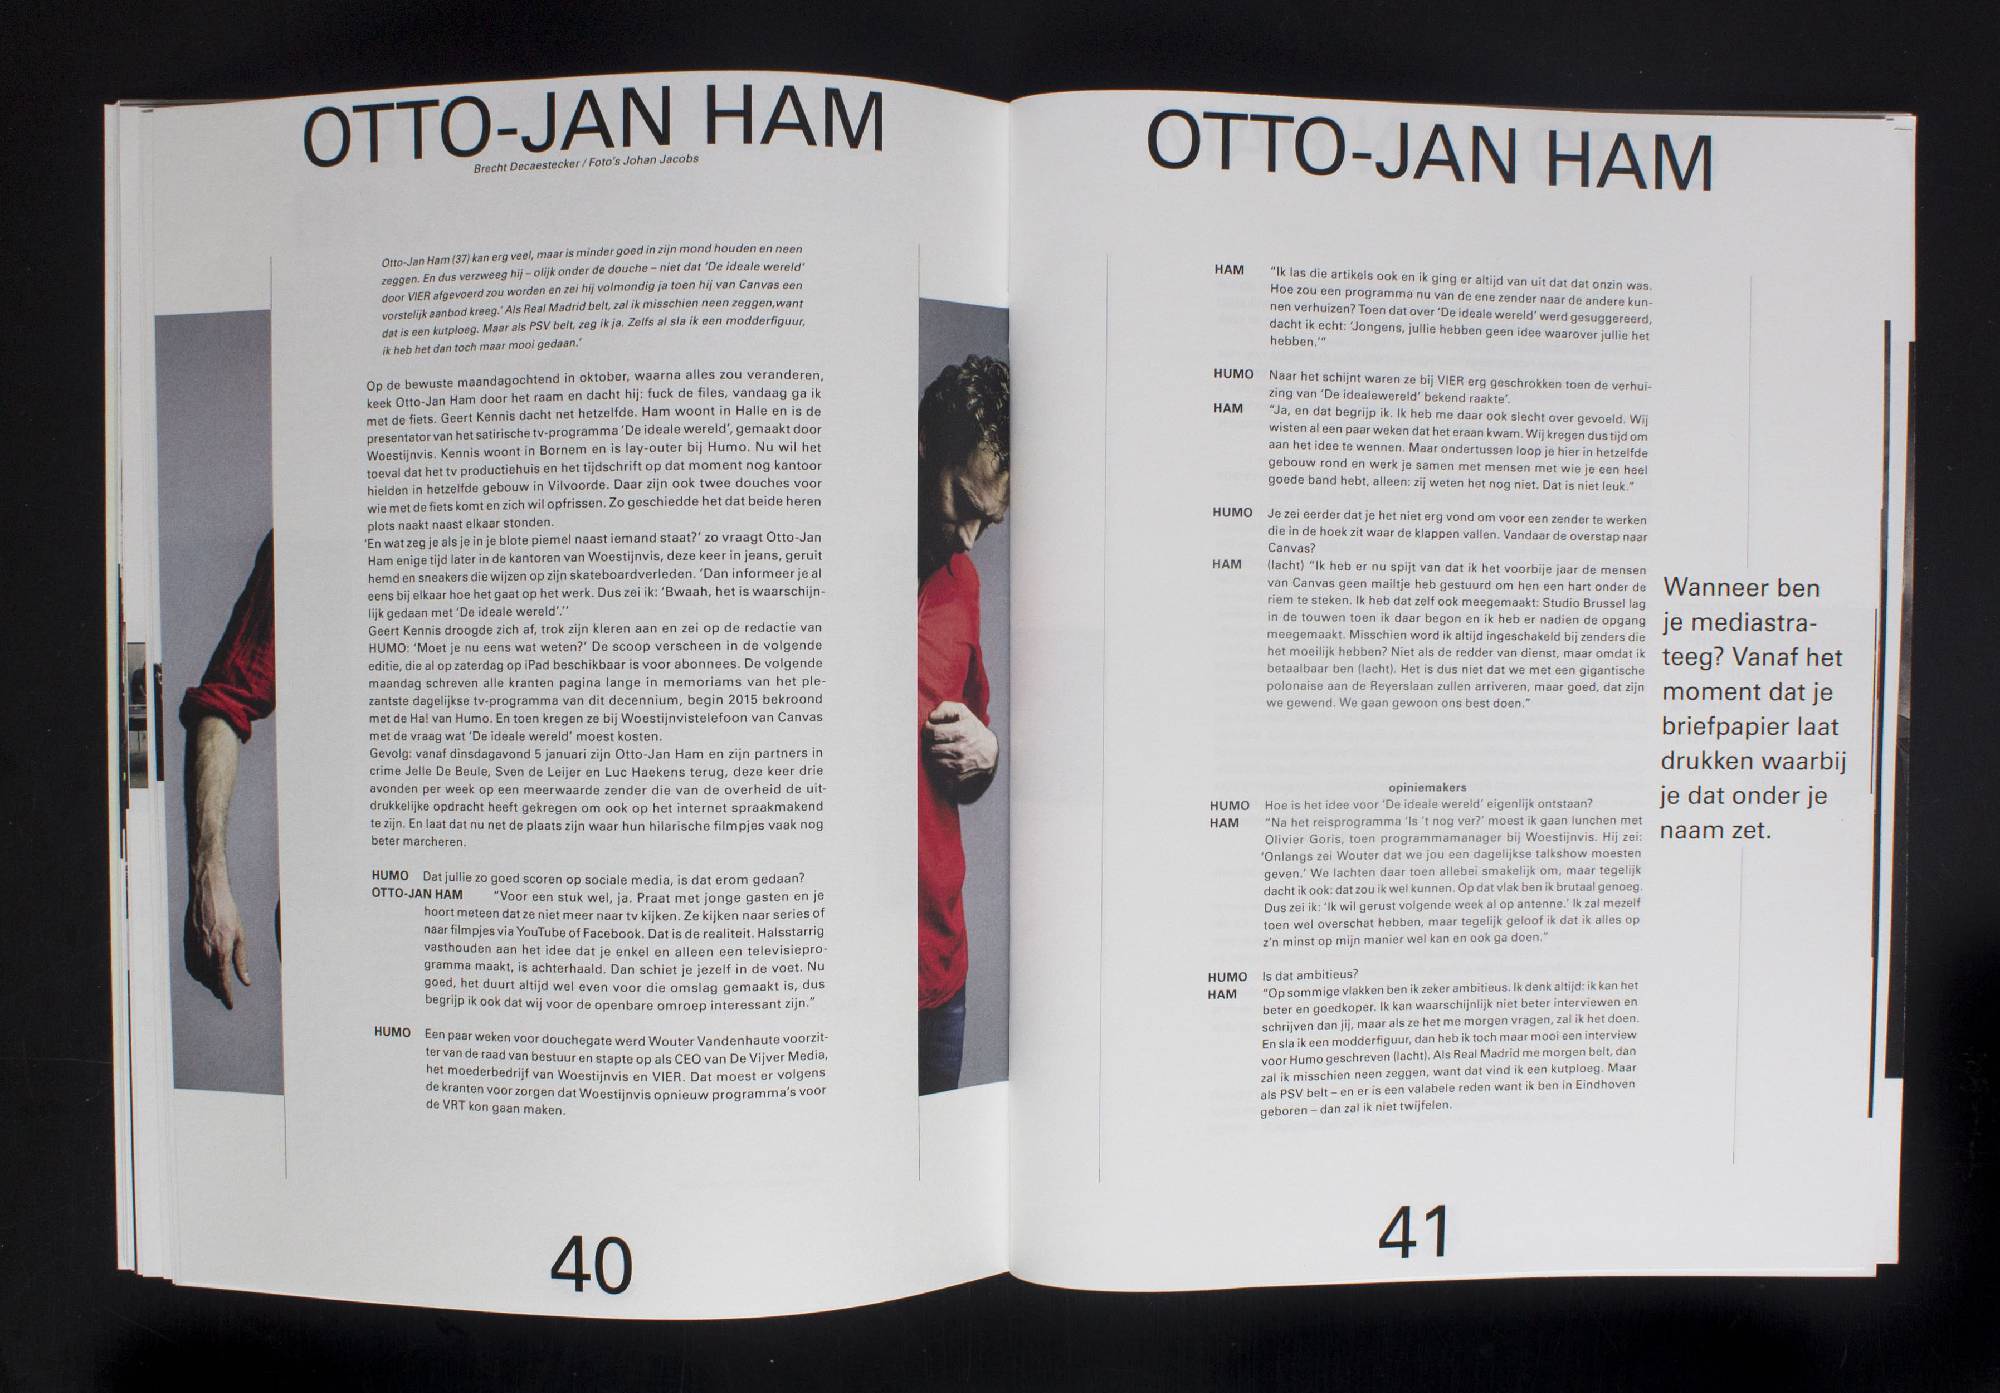 OTTO-JAN HAM
Brecht Decaestecker / Foto's Johan Jacobs
Otto-Jan Ham (37) kan erg veel, maar is minder goed in zijn mond houden en neen
zeggen. En dus verzweeg hij – olijk onder de douche – niet dat 'De ideale wereld'
door VIER afgevoerd zou worden en zei hij volmondig ja toen hij van Canvas een
vorstelijk aanbod kreeg.' Als Real Madrid belt, zal ik misschien neen zeggen, want
dat is een kutploeg. Maar als PSV belt, zeg ik ja. Zelfs al sla ik een modderfiguur,
ik heb het dan toch maar mooi gedaan.'
Op de bewuste maandagochtend in oktober, waarna alles zou veranderen,
keek Otto-Jan Ham door het raam en dacht hij: fuck de files, vandaag ga ik
met de fiets. Geert Kennis dacht net hetzelfde. Ham woont in Halle en is de
presentator van het satirische tv-programma 'De ideale wereld', gemaakt door
Woestijnvis. Kennis woont in Bornem en is lay-outer bij Humo. Nu wil het
toeval dat het tv productiehuis en het tijdschrift op dat moment nog kantoor
hielden in hetzelfde gebouw in Vilvoorde. Daar zijn ook twee douches voor
wie met de fiets komt en zich wil opfrissen. Zo geschiedde het dat beide heren
plots naakt naast elkaar stonden.
'En wat zeg je als je in je blote piemel naast iemand staat?' zo vraagt Otto-Jan
Ham enige tijd later in de kantoren van Woestijnvis, deze keer in jeans, geruit
hemd en sneakers die wijzen op zijn skateboardverleden. 'Dan informeer je al
eens bij elkaar hoe het gaat op het werk. Dus zei ik: 'Bwaah, het is waarschijn-
lijk gedaan met 'De ideale wereld'.''
Geert Kennis droogde zich af, trok zijn kleren aan en zei op de redactie van
HUMO: 'Moet je nu eens wat weten?' De scoop verscheen in de volgende
editie, die al op zaterdag op iPad beschikbaar is voor abonnees. De volgende
maandag schreven alle kranten pagina lange in memoriams van het ple-
zantste dagelijkse tv-programma van dit decennium, begin 2015 bekroond
met de Ha! van Humo. En toen kregen ze bij Woestijnvistelefoon van Canvas
met de vraag wat 'De ideale wereld' moest kosten.
Gevolg: vanaf dinsdagavond 5 januari zijn Otto-Jan Ham en zijn partners in
crime Jelle De Beule, Sven de Leijer en Luc Haekens terug, deze keer drie
avonden per week op een meerwaarde zender die van de overheid de uit-
drukkelijke opdracht heeft gekregen om ook op het internet spraakmakend
te zijn. En laat dat nu net de plaats zijn waar hun hilarische filmpjes vaak nog
beter marcheren.
HUMO Dat jullie zo goed scoren op sociale media, is dat erom gedaan?
OTTO-JAN HAM "Voor een stuk wel, ja. Praat met jonge gasten en je
hoort meteen dat ze niet meer naar tv kijken. Ze kijken naar series of
naar filmpjes via YouTube of Facebook. Dat is de realiteit. Halsstarrig
vasthouden aan het idee dat je enkel en alleen een televisiepro-
gramma maakt, is achterhaald. Dan schiet je jezelf in de voet. Nu
goed, het duurt altijd wel even voor die omslag gemaakt is, dus
begrijp ik ook dat wij voor de openbare omroep interessant zijn."
HUMO Een paar weken voor douchegate werd Wouter Vandenhaute voorzit-
ter van de raad van bestuur en stapte op als CEO van De Vijver Media,
het moederbedrijf van Woestijnvis en VIER. Dat moest er volgens
de kranten voor zorgen dat Woestijnvis opnieuw programma's voor
de VRT kon gaan maken.
40
OTTO-JAN HAM
HAM "Ik las die artikels ook en ik ging er altijd van uit dat dat onzin was.
Hoe zou een programma nu van de ene zender naar de andere kun-
nen verhuizen? Toen dat over 'De ideale wereld' werd gesuggereerd,
dacht ik echt: 'Jongens, jullie hebben geen idee waarover jullie het
hebben.'"
HUMO Naar het schijnt waren ze bij VIER erg geschrokken toen de verhui-
zing van 'De idealewereld' bekend raakte'.
HAM "Ja, en dat begrijp ik. Ik heb me daar ook slecht over gevoeld. Wij
wisten al een paar weken dat het eraan kwam. Wij kregen dus tijd om
aan het idee te wennen. Maar ondertussen loop je hier in hetzelfde
gebouw rond en werk je samen met mensen met wie je een heel
goede band hebt, alleen: zij weten het nog niet. Dat is niet leuk."
HUMO Je zei eerder dat je het niet erg vond om voor een zender te werken
die in de hoek zit waar de klappen vallen. Vandaar de overstap naar
Canvas?
HAM (lacht) "Ik heb er nu spijt van dat ik het voorbije jaar de mensen
van Canvas geen mailtje heb gestuurd om hen een hart onder de
riem te steken. Ik heb dat zelf ook meegemaakt: Studio Brussel lag
in de touwen toen ik daar begon en ik heb er nadien de opgang
meegemaakt. Misschien word ik altijd ingeschakeld bij zenders die
het moeilijk hebben? Niet als de redder van dienst, maar omdat ik
betaalbaar ben (lacht). Het is dus niet dat we met een gigantische
polonaise aan de Reyerslaan zullen arriveren, maar goed, dat zijn
we gewend. We gaan gewoon ons best doen."
opiniemakers
HUMO Hoe is het idee voor 'De ideale wereld' eigenlijk ontstaan?
HAM "Na het reisprogramma 'Is 't nog ver?' moest ik gaan lunchen met
Olivier Goris, toen programmamanager bij Woestijnvis. Hij zei:
'Onlangs zei Wouter dat we jou een dagelijkse talkshow moesten
geven.' We lachten daar toen allebei smakelijk om, maar tegelijk
dacht ik ook: dat zou ik wel kunnen. Op dat vlak ben ik brutaal genoeg.
Dus zei ik: 'Ik wil gerust volgende week al op antenne.' Ik zal mezelf
toen wel overschat hebben, maar tegelijk geloof ik dat ik alles op
z'n minst op mijn manier wel kan en ook ga doen."
HUMO Is dat ambitieus?
HAM "Op sommige vlakken ben ik zeker ambitieus. Ik denk altijd: ik kan het
beter en goedkoper. Ik kan waarschijnlijk niet beter interviewen en
schrijven dan jij, maar als ze het me morgen vragen, zal ik het doen.
En sla ik een modderfiguur, dan heb ik toch maar mooi een interview
voor Humo geschreven (lacht). Als Real Madrid me morgen belt, dan
zal ik misschien neen zeggen, want dat vind ik een kutploeg. Maar
als PSV belt – en er is een valabele reden want ik ben in Eindhoven
geboren – dan zal ik niet twijfelen.
Wanneer ben
je mediastra-
teeg? Vanaf het
moment dat je
briefpapier laat
drukken waarbij
je dat onder je
naam zet.
41